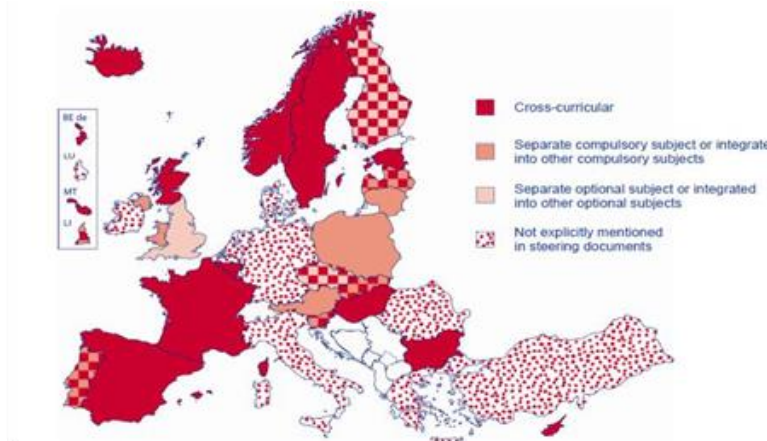 BE de
LU
MT
LI
Cross-curricular
Separate compulsory subject or integrate
into other compulsory subjects
Separate optional subject or integrated
into other optional subjects
Not explicitly mentioned
in steering documents